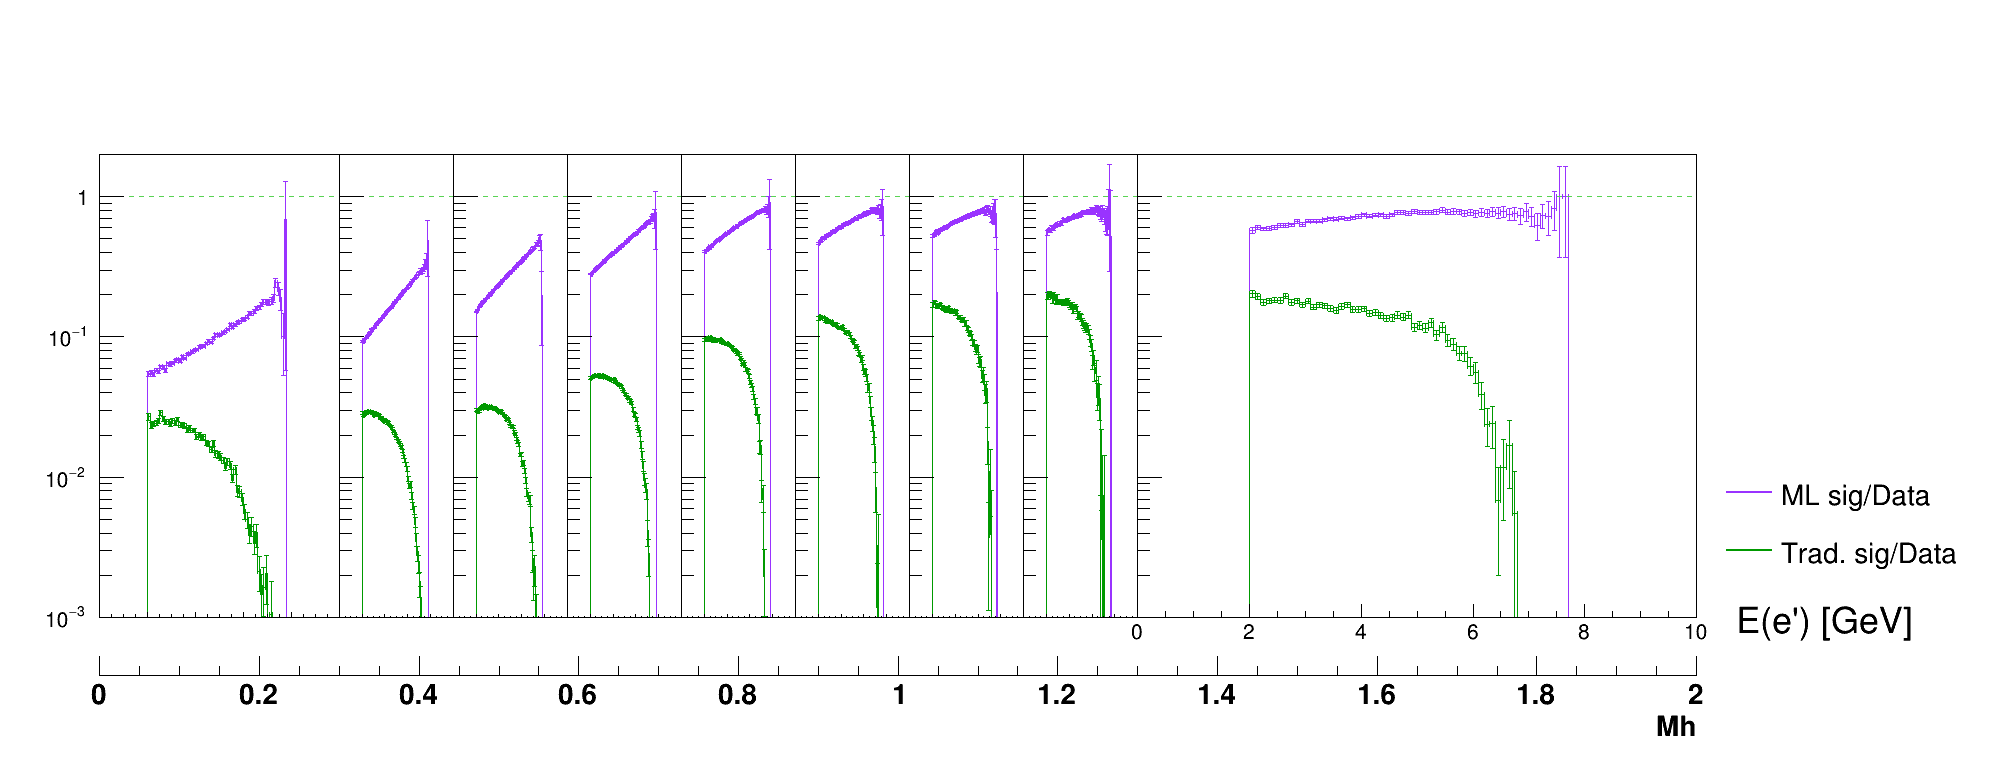 1
10⁻¹
10⁻²
10⁻³
ML sig/Data
Trad. sig/Data
0 2 4 6 8 10
E(e') [GeV]
0 0.2 0.4 0.6 0.8 1 1.2 1.4 1.6 1.8 2
Mh